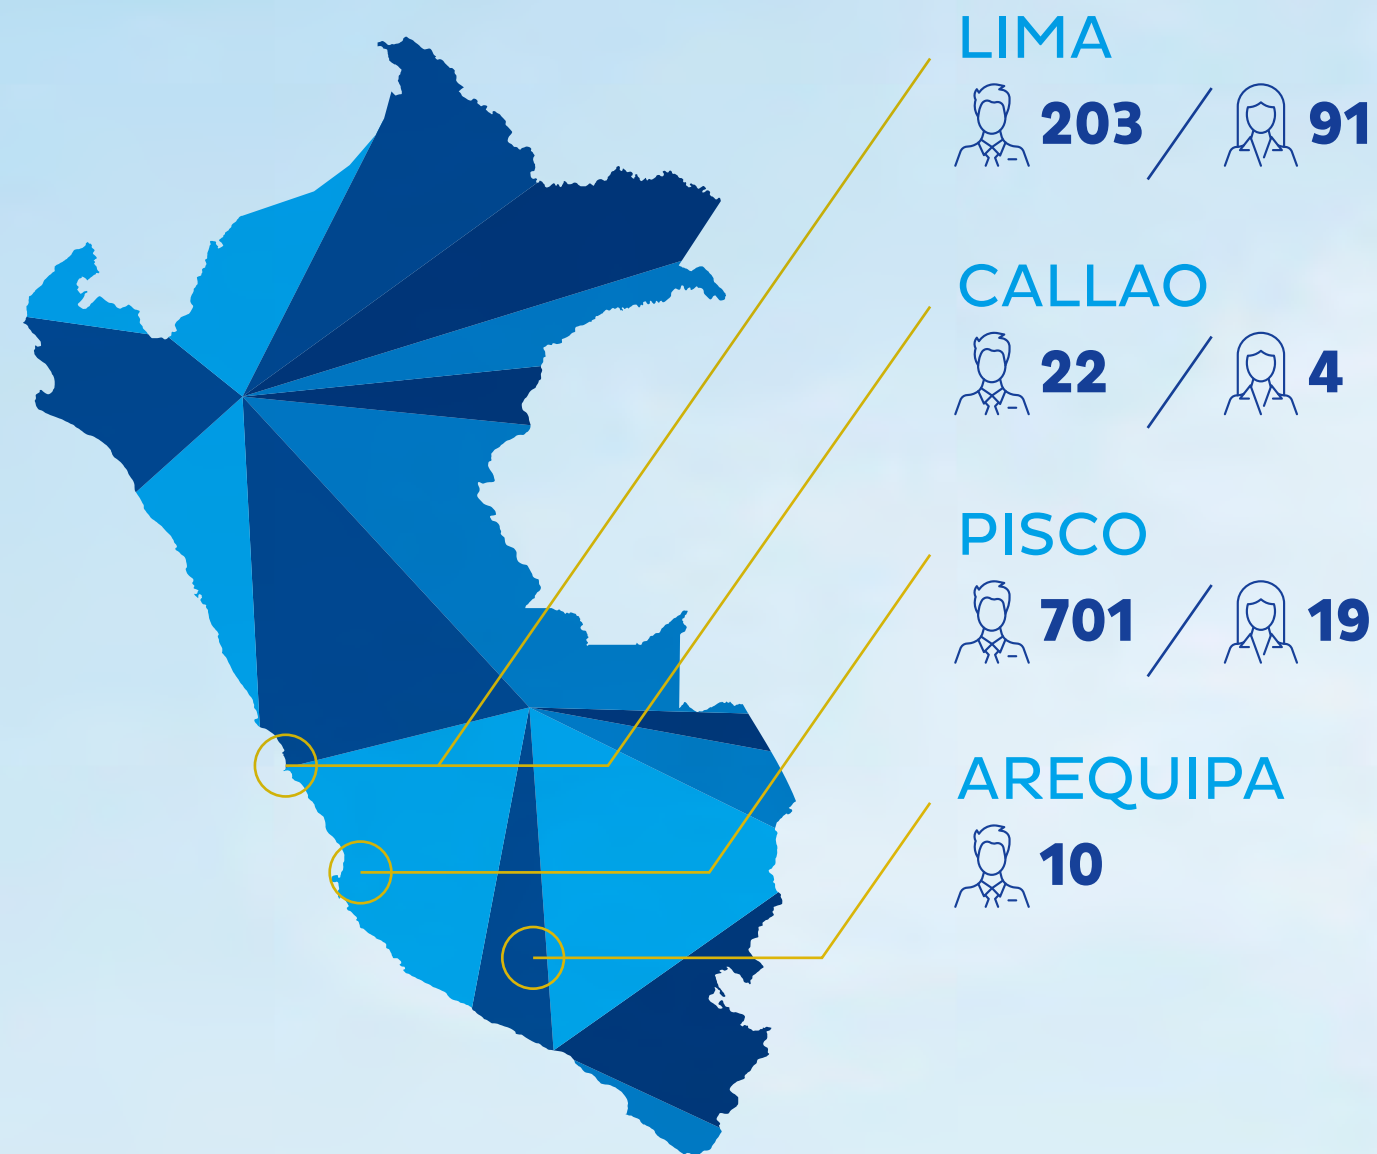 LIMA
203 / 91
CALLAO
22 / 4
PISCO
701 / 19
AREQUIPA
10